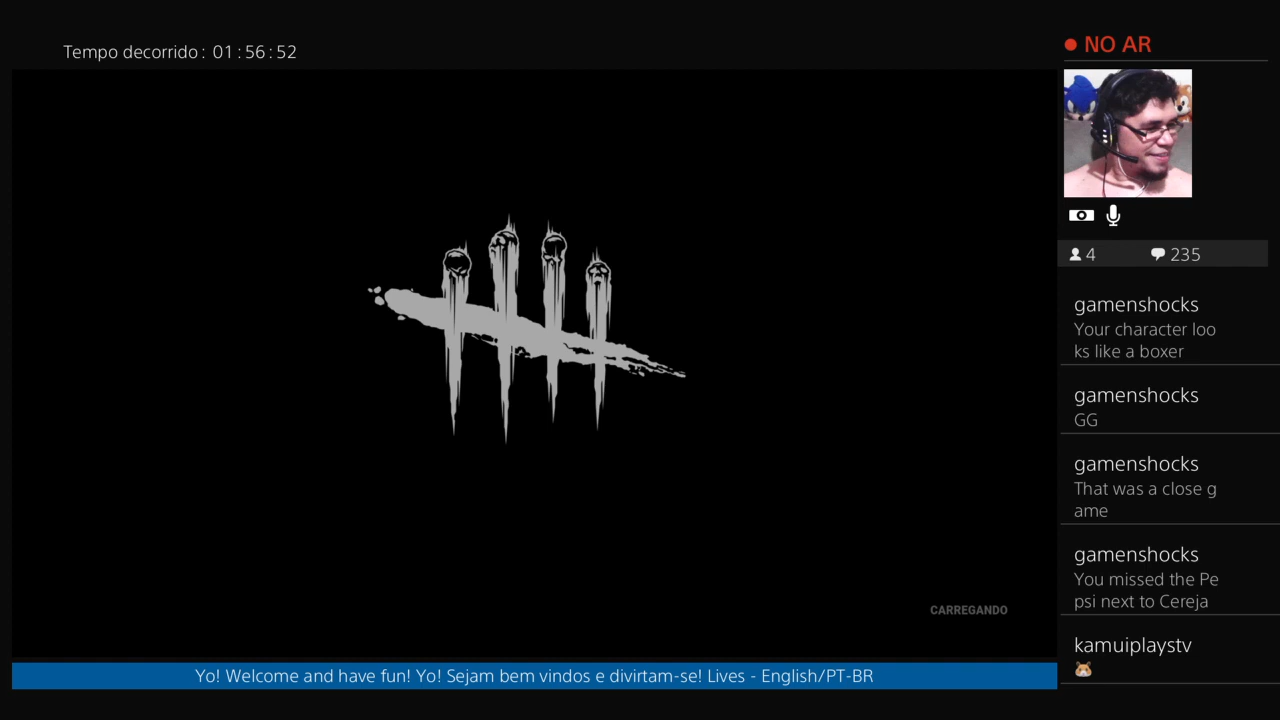 Tempo decorrido: 01:56:52
NO AR
4
235
gamenshocks
Your character loo
ks like a boxer
gamenshocks
GG
gamenshocks
That was a close g
ame
gamenshocks
You missed the Pe
psi next to Cereja
kamuiplaystv
🐹
CARREGANDO
Yo! Welcome and have fun! Yo! Sejam bem vindos e divirtam-se! Lives - English/PT-BR